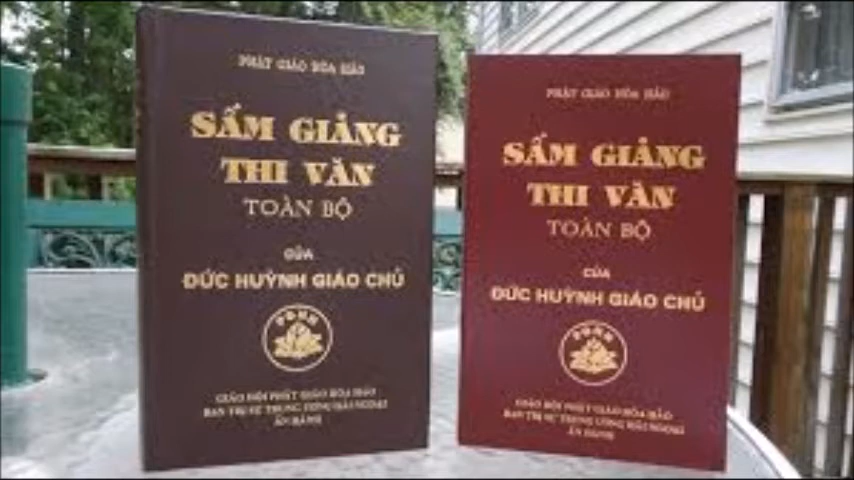 PHẬT GIÁO HÒA HẢO
SẤM GIẢNG
THI VĂN
TOÀN BỘ
CỦA
ĐỨC HUỲNH GIÁO CHỦ
PGHH
GIÁO HỘI PHẬT GIÁO HÒA HẢO
BAN TRỊ SỰ TRUNG ƯƠNG HẢI NGOẠI
ẤN HÀNH
PHẬT GIÁO HÒA HẢO
SẤM GIẢNG
THI VĂN
TOÀN BỘ
CỦA
ĐỨC HUỲNH GIÁO CHỦ
PGHH
GIÁO HỘI PHẬT GIÁO HÒA HẢO
BAN TRỊ SỰ TRUNG ƯƠNG HẢI NGOẠI
ẤN HÀNH